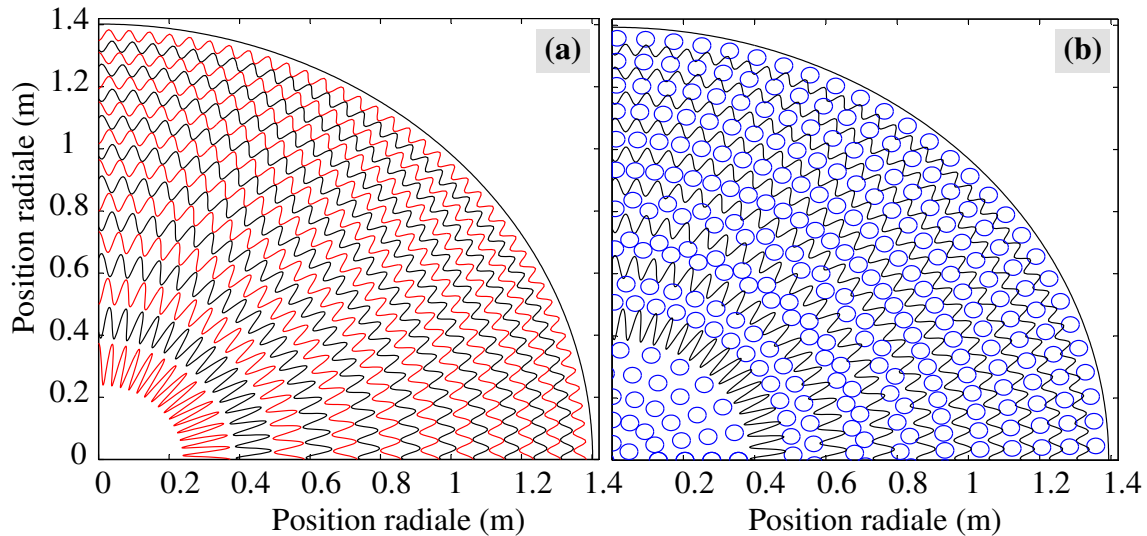 1.4
1.2
1
0.8
0.6
0.4
0.2
0
Position radiale (m)
(a)
0 0.2 0.4 0.6 0.8 1 1.2 1.4
Position radiale (m)
(b)
0.2 0.4 0.6 0.8 1 1.2 1.4
Position radiale (m)